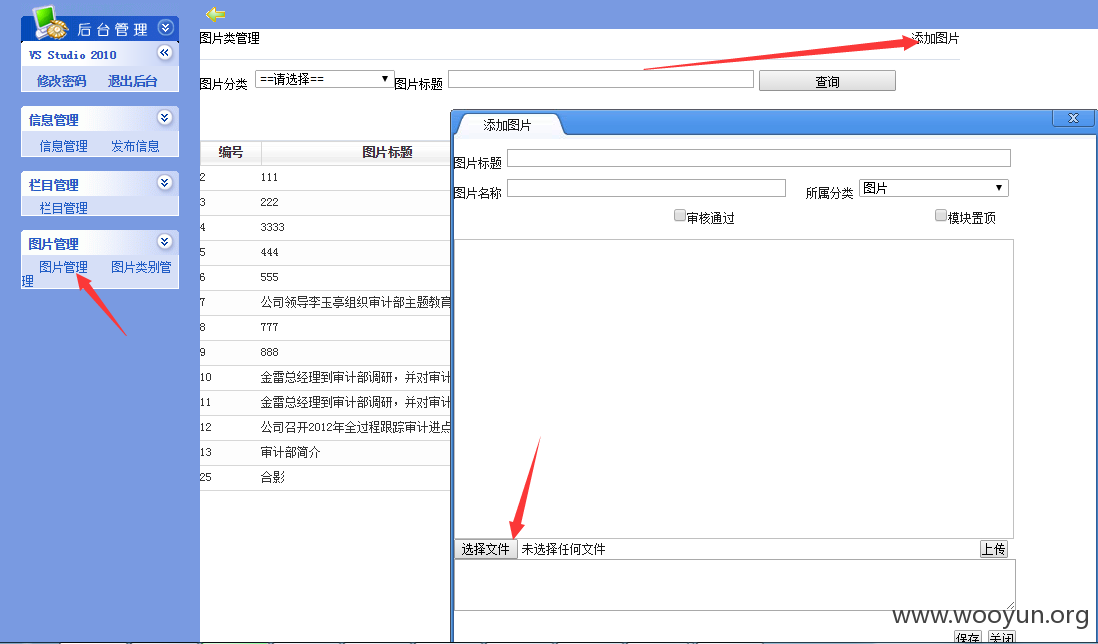 后台管理
VS Studio 2010
修改密码 退出后台
信息管理
信息管理 发布信息
栏目管理
栏目管理
图片管理
图片管理 图片类别管
理
图片类管理 添加图片
图片分类 ==请选择== 图片标题 查询
编号 图片标题
2 111
3 222
4 3333
5 444
6 555
7 公司领导李玉亭组织审计部主题教育
8 777
9 888
10 金雷总经理到审计部调研，并对审计
11 金雷总经理到审计部调研，并对审计
12 公司召开2012年全过程跟踪审计进点
13 审计部简介
25 合影
添加图片
图片标题
图片名称 所属分类 图片
审核通过 模块置顶
选择文件 未选择任何文件 上传
保存 关闭
www.wooyun.org